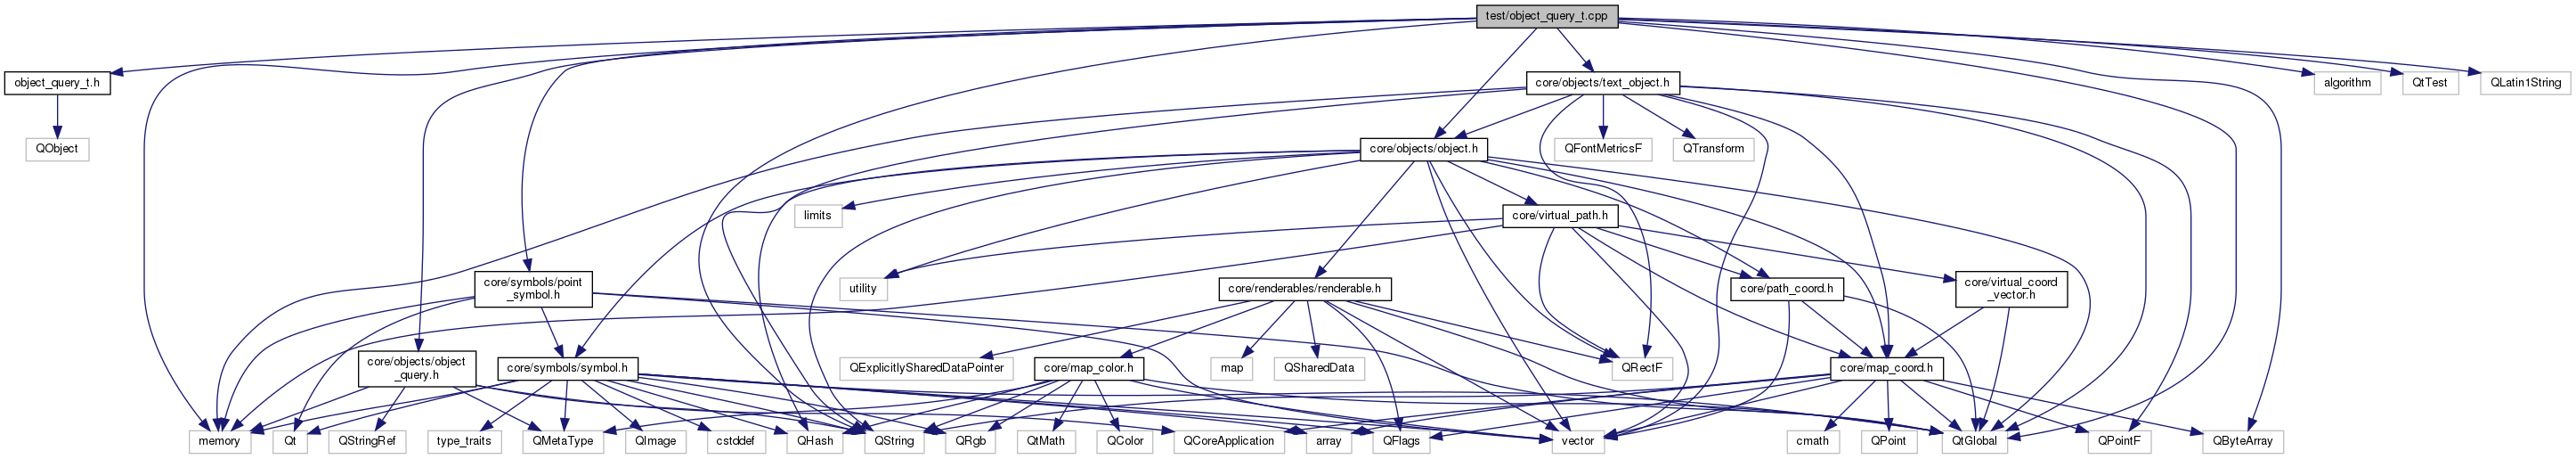 test/object_query_t.cpp
object_query_t.h
core/objects/text_object.h
algorithm
QtTest
QLatin1String
QObject
core/objects/object.h
QFontMetricsF
QTransform
limits
core/virtual_path.h
core/symbols/point
_symbol.h
utility
core/renderables/renderable.h
core/path_coord.h
core/virtual_coord
_vector.h
core/objects/object
_query.h
core/symbols/symbol.h
QExplicitlySharedDataPointer
core/map_color.h
map
QSharedData
QRectF
core/map_coord.h
memory
Qt
QStringRef
type_traits
QMetaType
QImage
cstddef
QHash
QString
QRgb
QtMath
QColor
QCoreApplication
array
QFlags
vector
cmath
QPoint
QtGlobal
QPointF
QByteArray